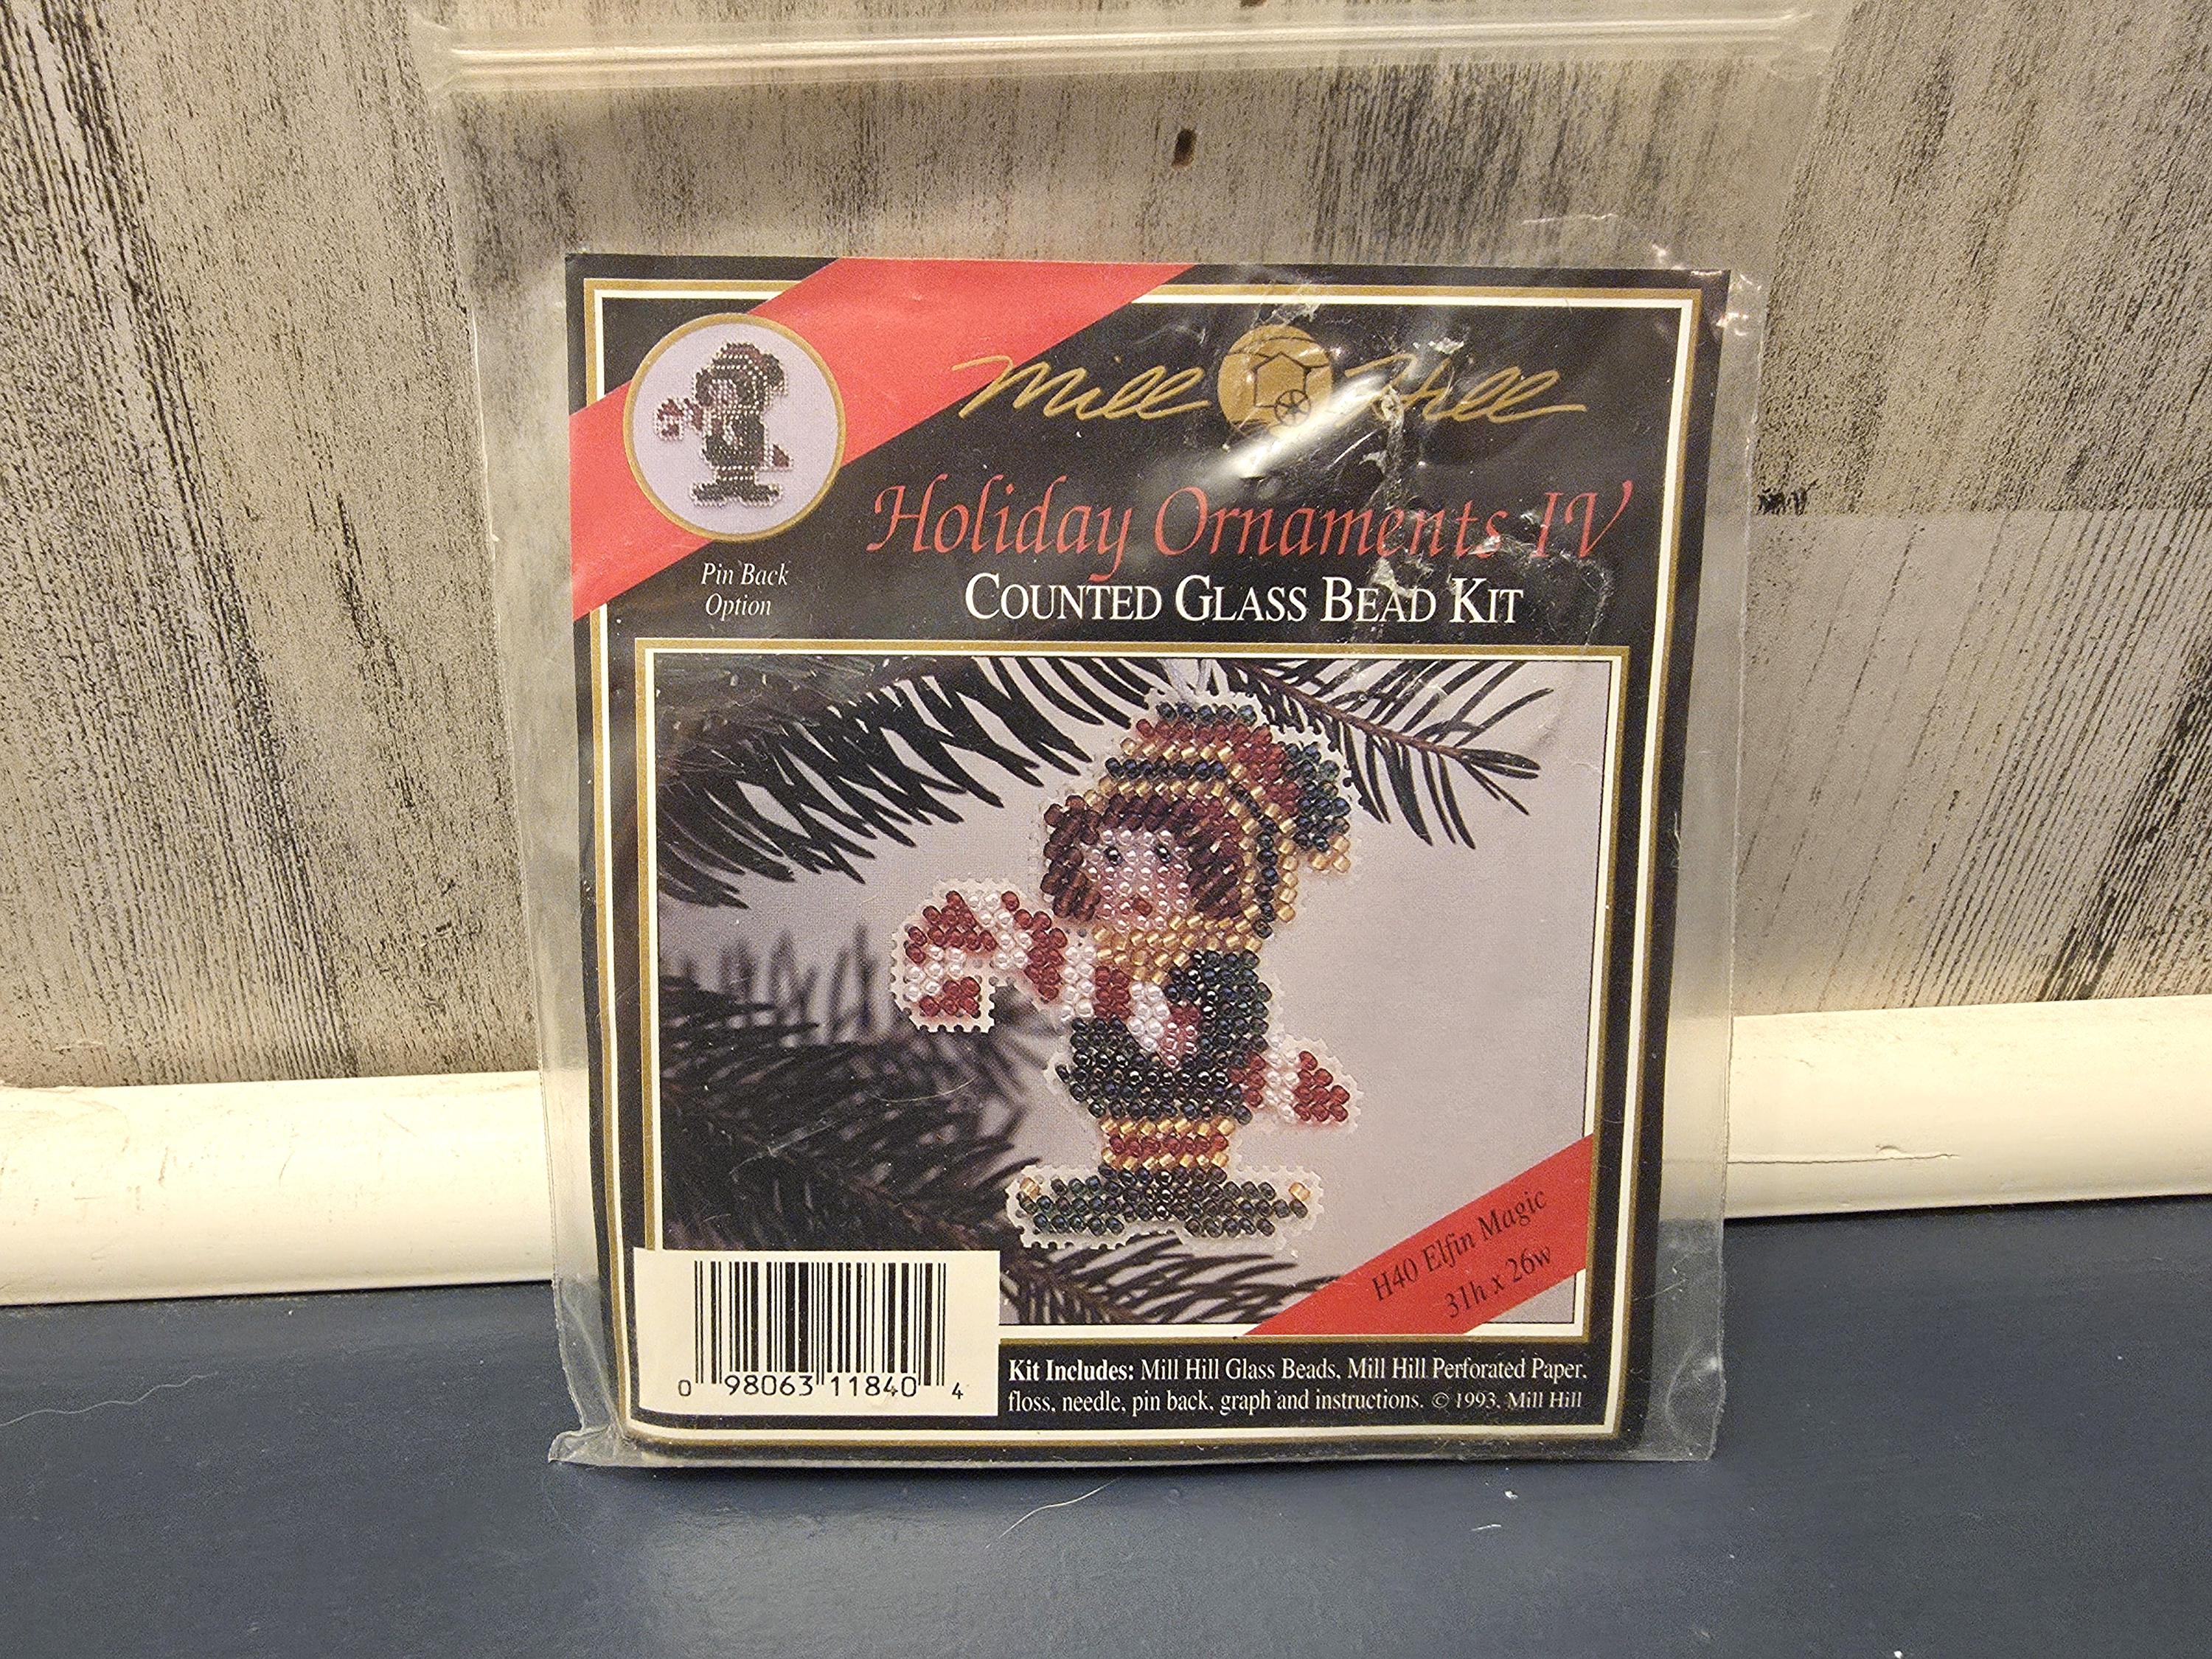 Mill Hill
Holiday Ornaments IV
COUNTED GLASS BEAD KIT
Pin Back
Option
H40 Elfin Magic
31h x 26w
Kit Includes: Mill Hill Glass Beads, Mill Hill Perforated Paper,
floss, needle, pin back, graph and instructions. © 1993, Mill Hill
0 98063 11840 4